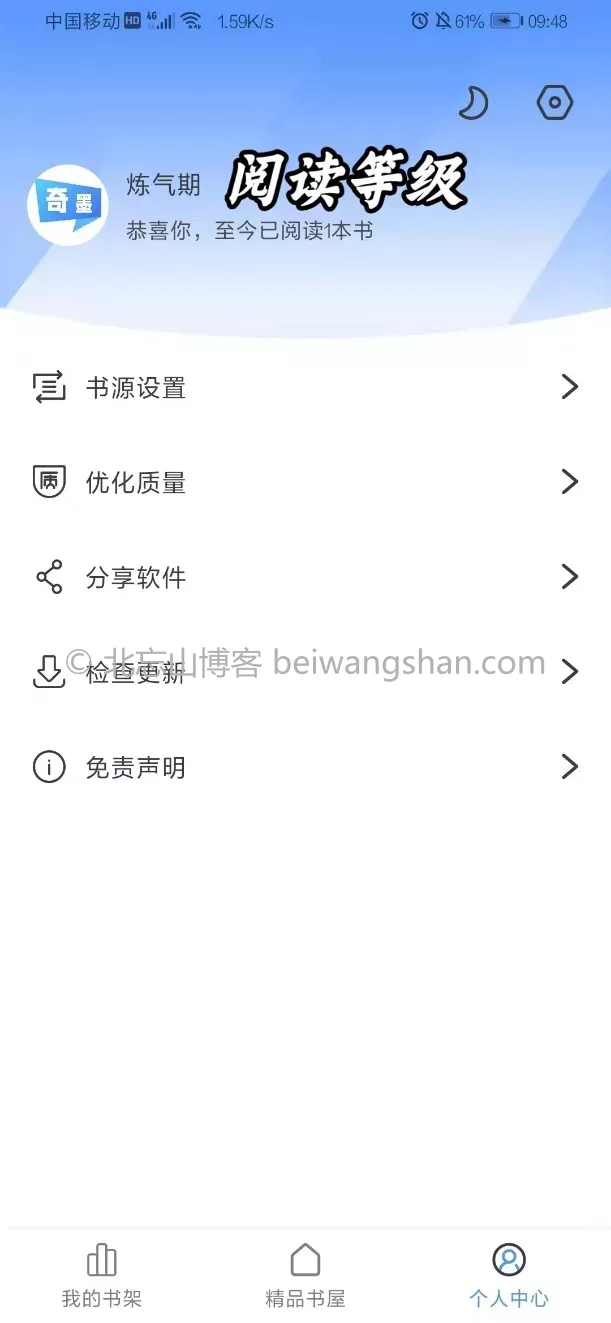 中国移动 HD 4G 1.59K/s 61% 09:48
炼气期 阅读等级
奇墨
恭喜你，至今已阅读1本书
书源设置
质 优化质量
分享软件
© 北忘山博客 beiwangshan.com
检查更新
免责声明
我的书架 精品书屋 个人中心